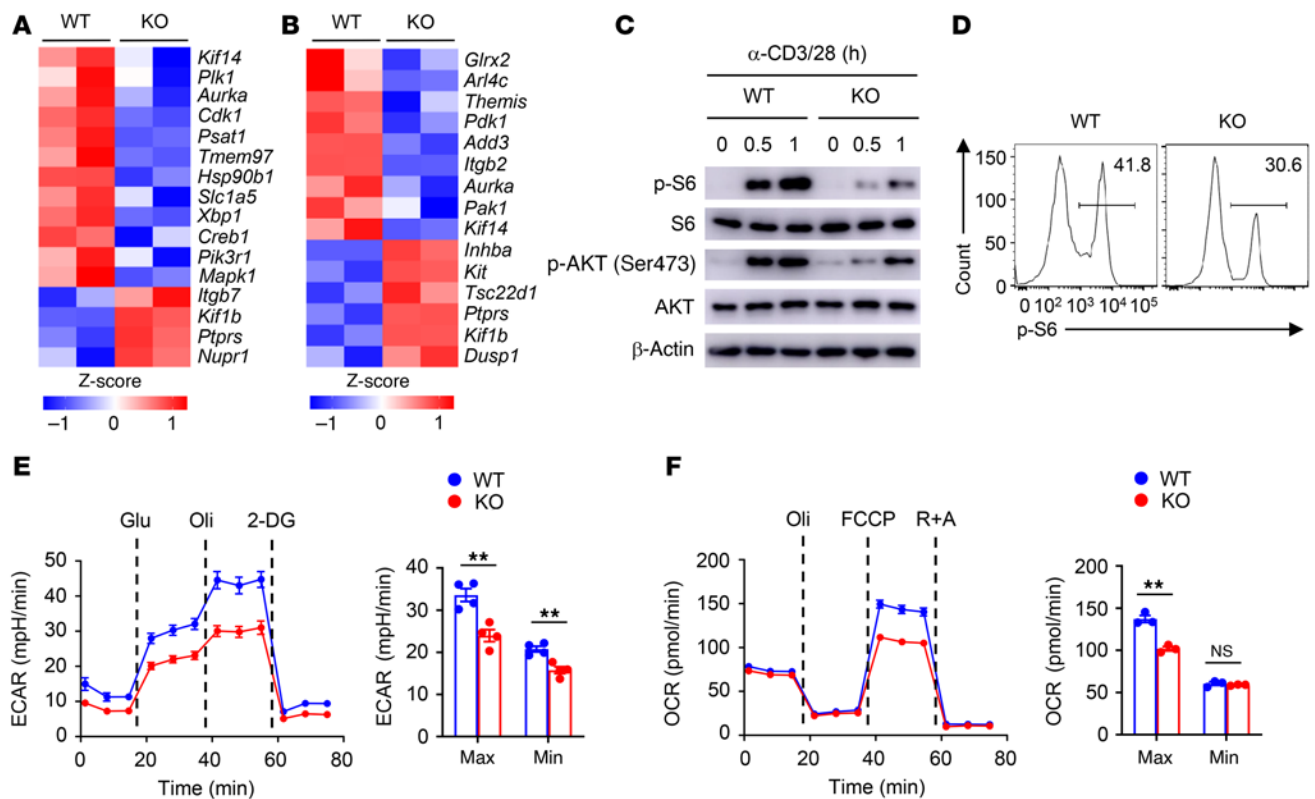 A
WT KO
Kif14
Plk1
Aurka
Cdk1
Psat1
Tmem97
Hsp90b1
Slc1a5
Xbp1
Creb1
Pik3r1
Mapk1
Itgb7
Kif1b
Ptprs
Nupr1
Z-score
–1 0 1
B
WT KO
Glrx2
Arl4c
Themis
Pdk1
Add3
Itgb2
Aurka
Pak1
Kif14
Inhba
Kit
Tsc22d1
Ptprs
Kif1b
Dusp1
Z-score
–1 0 1
C
α-CD3/28 (h)
WT KO
0 0.5 1 0 0.5 1
p-S6
S6
p-AKT (Ser473)
AKT
β-Actin
D
WT KO
150
100
50
0
Count
41.8
30.6
0 10² 10³ 10⁴ 10⁵
p-S6
E
Glu Oli 2-DG
50
40
30
20
10
0
ECAR (mpH/min)
0 20 40 60 80
Time (min)
WT
KO
** **
40
30
20
10
0
ECAR (mpH/min)
Max Min
F
Oli FCCP R+A
200
150
100
50
0
OCR (pmol/min)
0 20 40 60 80
Time (min)
WT
KO
** NS
200
150
100
50
0
OCR (pmol/min)
Max Min